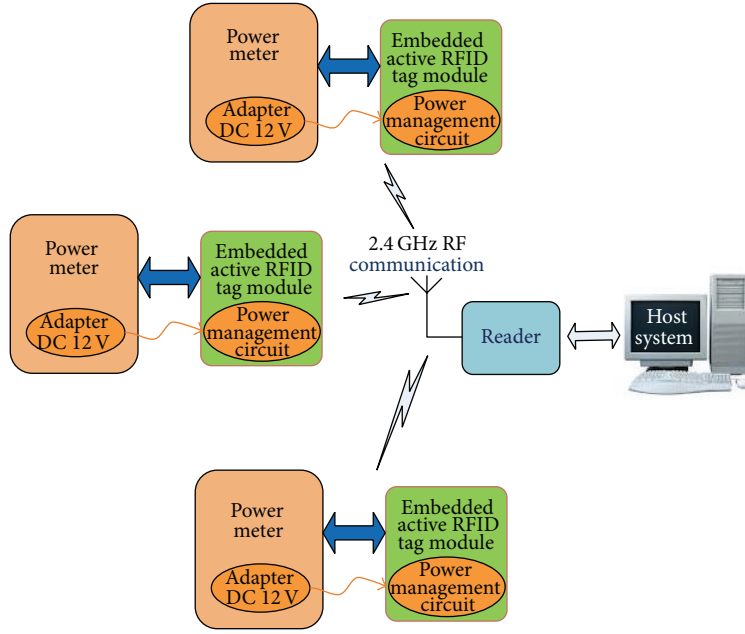 Power
meter
Adapter
DC 12 V
Embedded
active RFID
tag module
Power
management
circuit
Power
meter
Adapter
DC 12 V
Embedded
active RFID
tag module
Power
management
circuit
2.4 GHz RF
communication
Reader
Host
system
Power
meter
Adapter
DC 12 V
Embedded
active RFID
tag module
Power
management
circuit